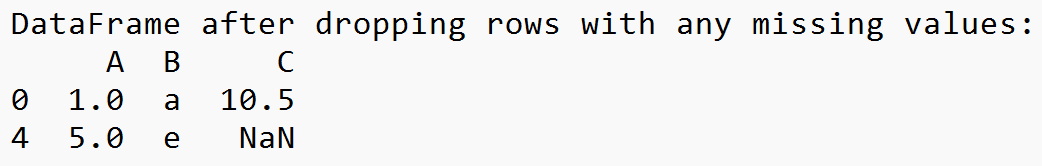 DataFrame after dropping rows with any missing values:
     A  B     C
0  1.0  a  10.5
4  5.0  e   NaN